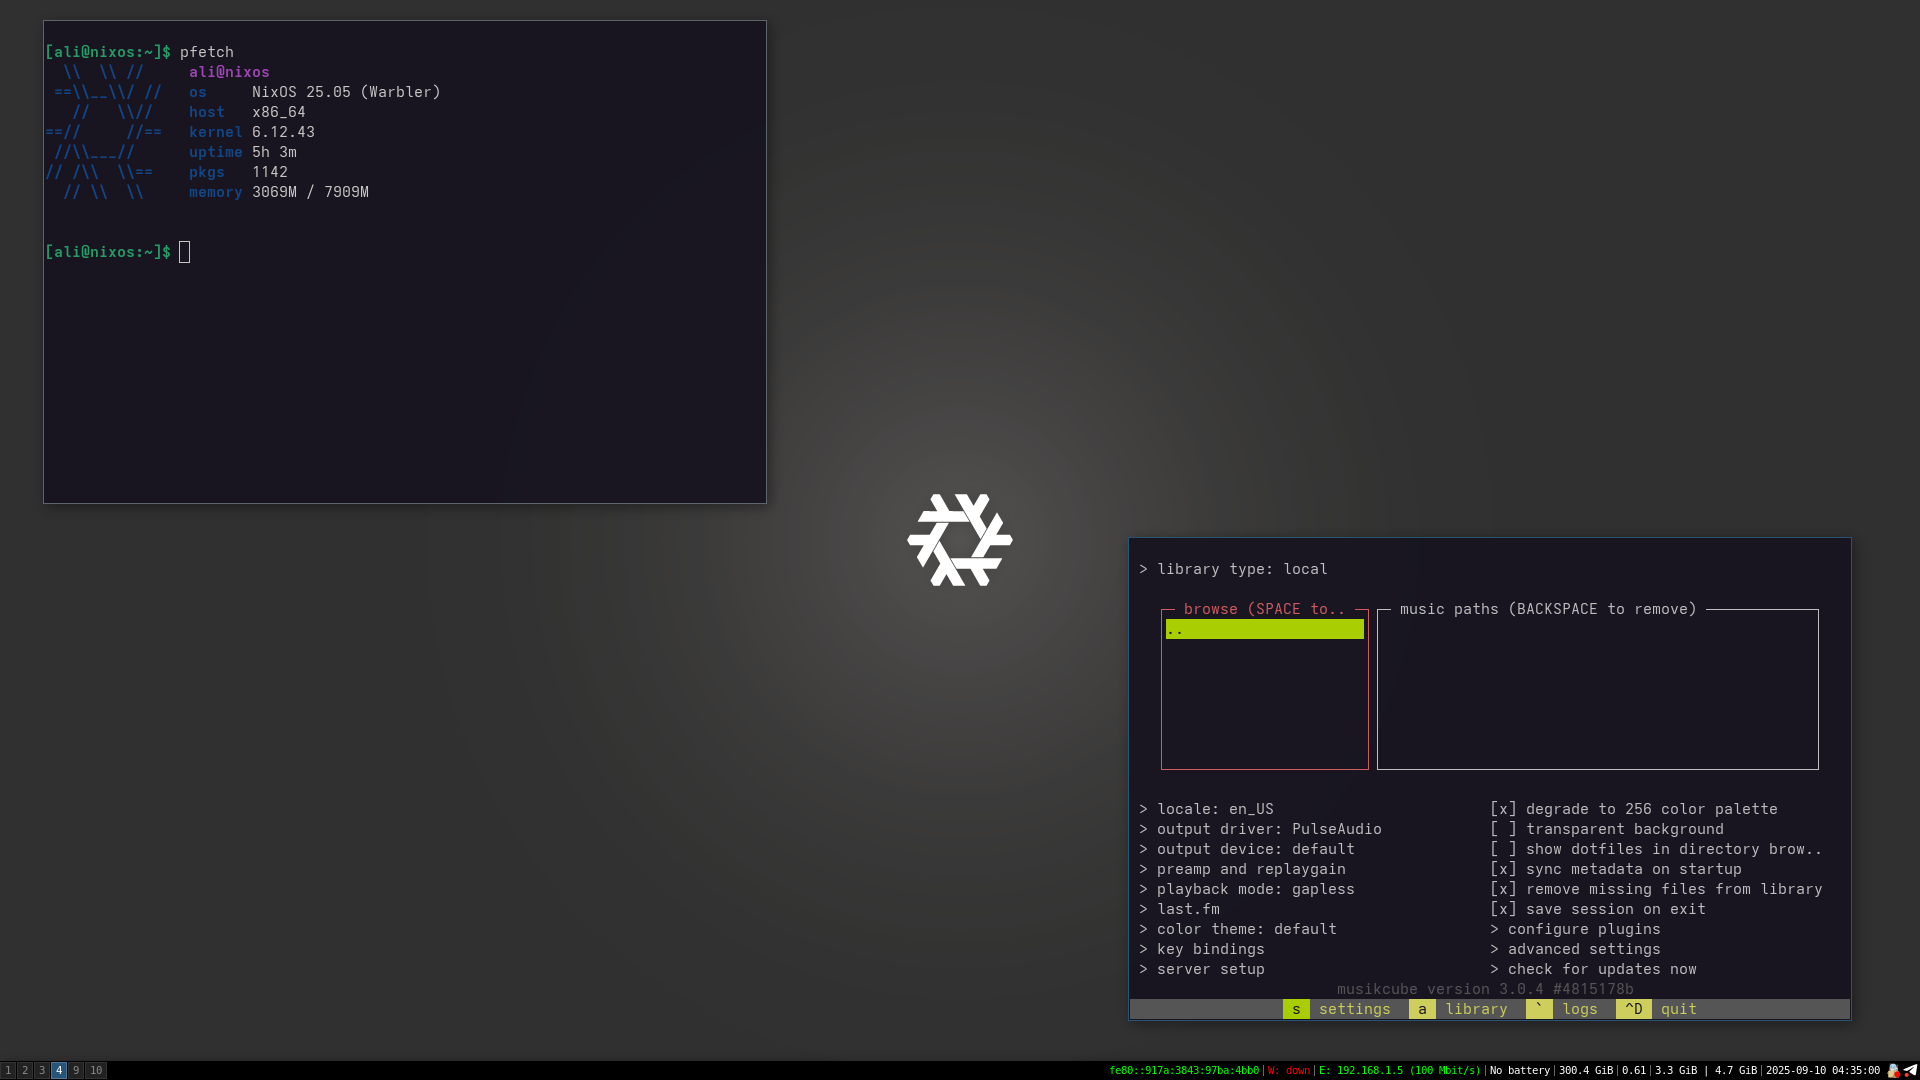 [ali@nixos:~]$ pfetch
  \\  \\ //     ali@nixos
 ==\\__\\/ //   os     NixOS 25.05 (Warbler)
   //   \\//    host   x86_64
==//     //==   kernel 6.12.43
 //\\___//      uptime 5h 3m
// /\\  \\==    pkgs   1142
  // \\  \\     memory 3069M / 7909M
[ali@nixos:~]$
> library type: local
browse (SPACE to..
music paths (BACKSPACE to remove)
..
> locale: en_US
> output driver: PulseAudio
> output device: default
> preamp and replaygain
> playback mode: gapless
> last.fm
> color theme: default
> key bindings
> server setup
[x] degrade to 256 color palette
[ ] transparent background
[ ] show dotfiles in directory brow..
[x] sync metadata on startup
[x] remove missing files from library
[x] save session on exit
> configure plugins
> advanced settings
> check for updates now
musikcube version 3.0.4 #4815178b
s settings a library ` logs ^D quit
1 2 3 4 9 10
fe80::917a:3843:97ba:4bb0|W: down|E: 192.168.1.5 (100 Mbit/s)|No battery|300.4 GiB|0.61|3.3 GiB | 4.7 GiB|2025-09-10 04:35:00